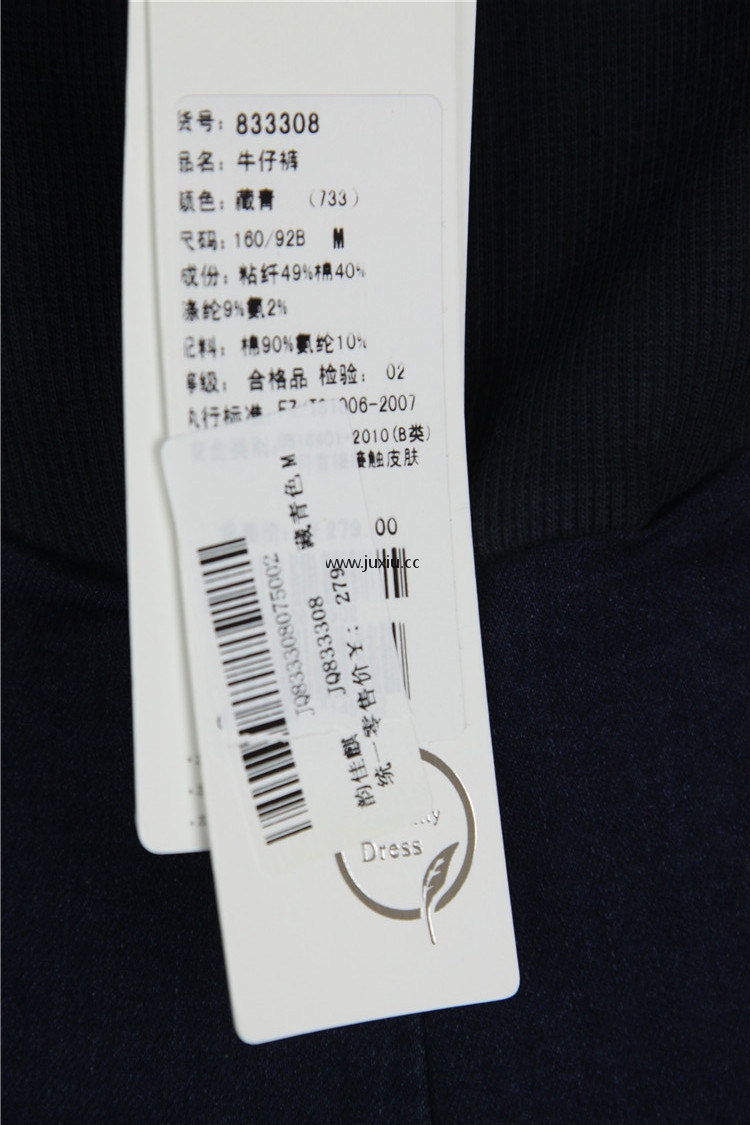 货号: 833308
品名: 牛仔裤
颜色: 藏青 (733)
尺码: 160/92B M
成份: 粘纤49%棉40%
涤纶9%氨2%
配料: 棉90%氨纶10%
等级: 合格品 检验: 02
执行标准 FZ/T 006-2007
2010(B类)
接触皮肤
00
www.juxiu.cc
藏青色 M
JQ833308075002
JQ833308
统一零售价¥: 279
韵佳麒
Dress